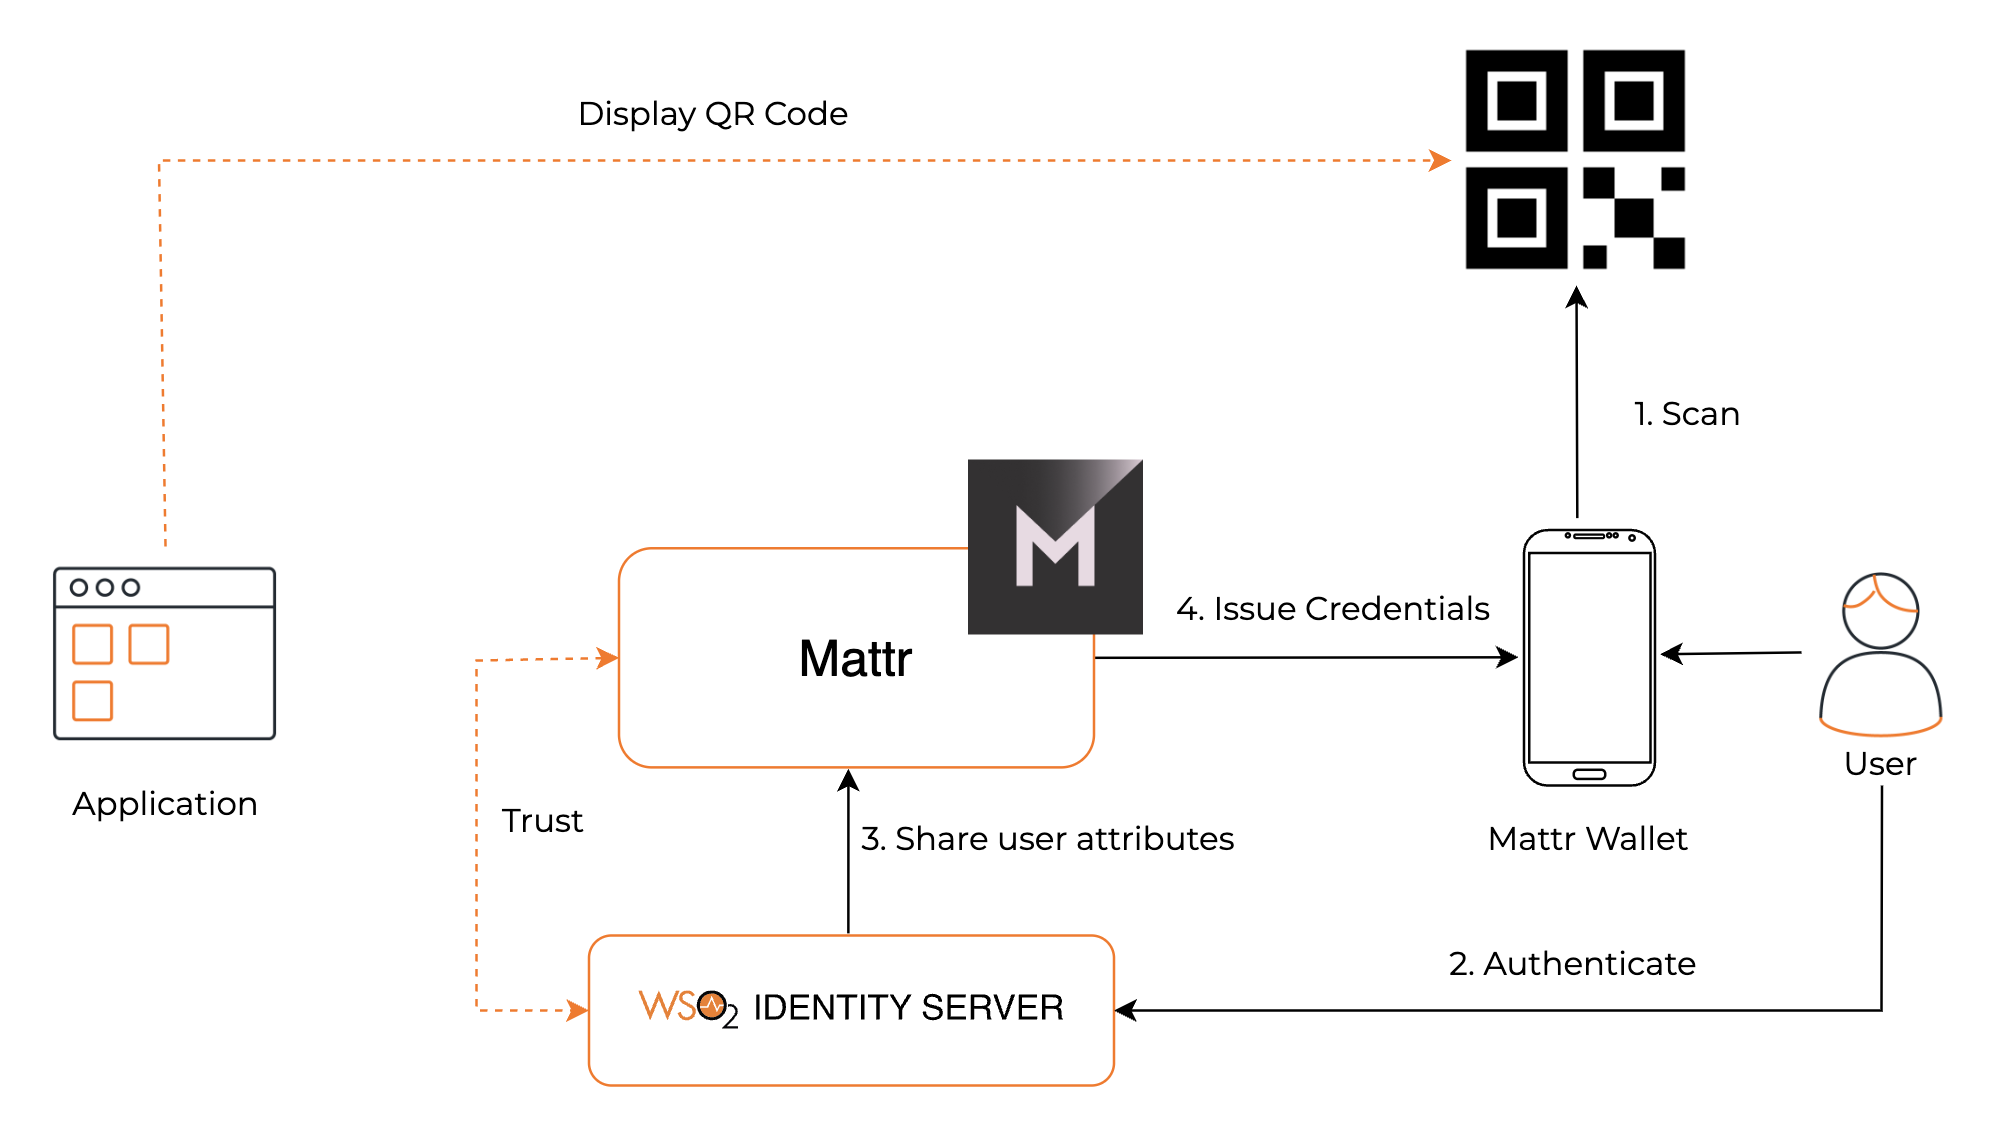 Display QR Code
1. Scan
M
4. Issue Credentials
Mattr
User
Application
Trust
3. Share user attributes
Mattr Wallet
2. Authenticate
WSO2 IDENTITY SERVER